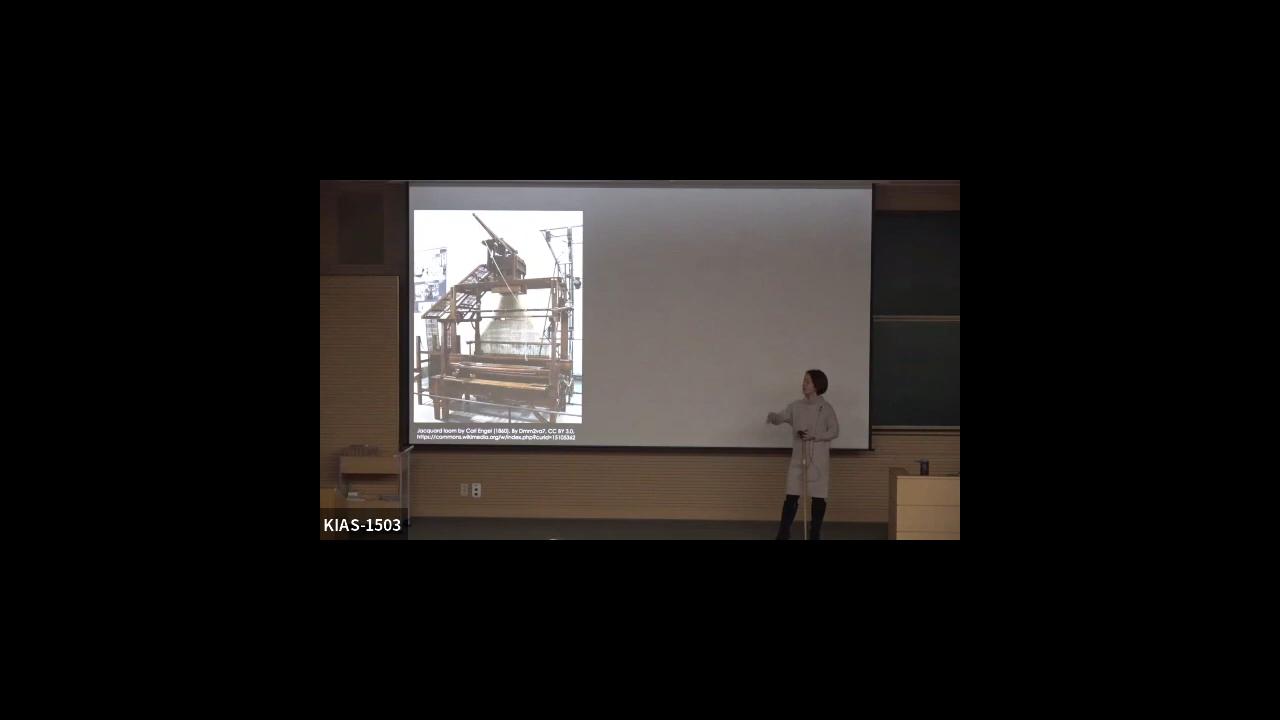 Jacquard loom by Carl Engel (1860). By Dmm2va7, CC BY 3.0,
https://commons.wikimedia.org/w/index.php?curid=15105362
KIAS-1503